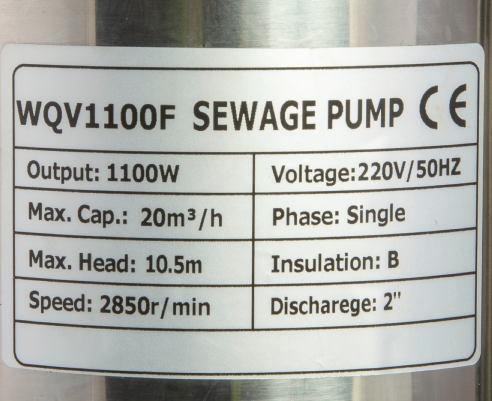 WQV1100F SEWAGE PUMP CE
Output: 1100W Voltage:220V/50HZ
Max. Cap.: 20m³/h Phase: Single
Max. Head: 10.5m Insulation: B
Speed: 2850r/min Discharege: 2"